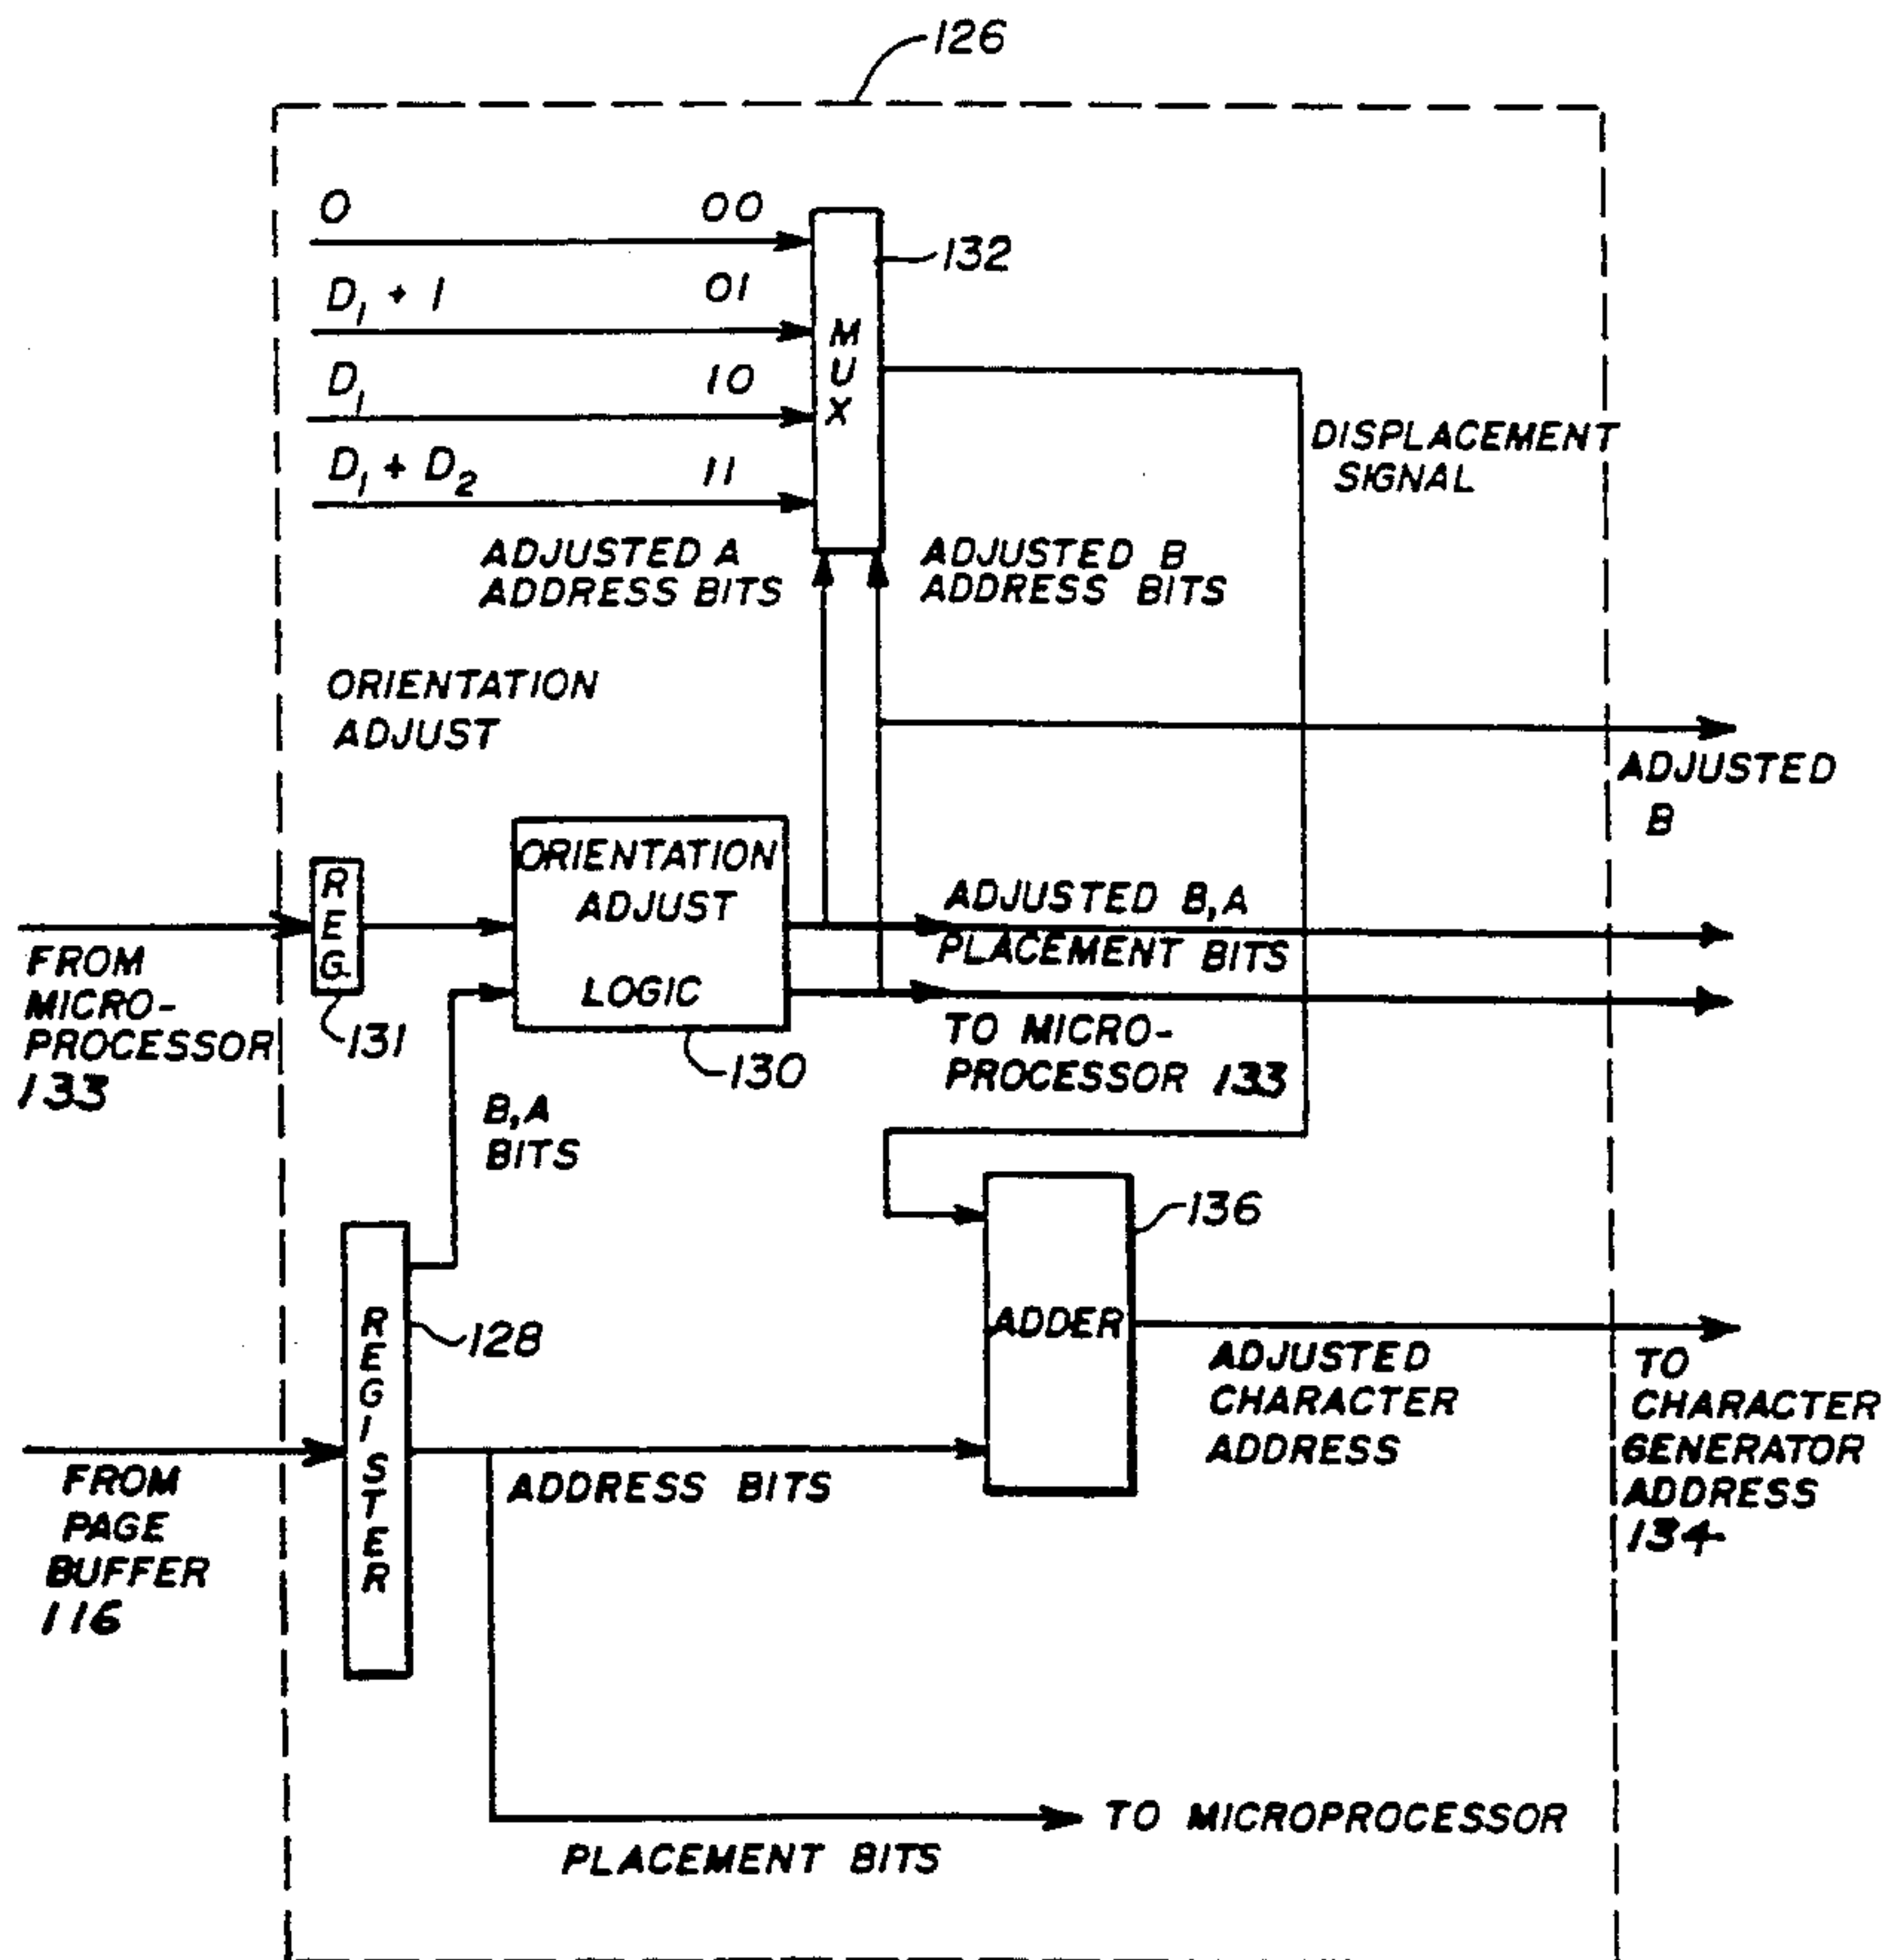 126
O 00
132
D₁ + 1 01
MUX
D₁ 10
DISPLACEMENT
SIGNAL
D₁ + D₂ 11
ADJUSTED A
ADDRESS BITS
ADJUSTED B
ADDRESS BITS
ORIENTATION
ADJUST
ADJUSTED
B
REG.
131
ORIENTATION
ADJUST
LOGIC
130
ADJUSTED B,A
PLACEMENT BITS
FROM
MICRO-
PROCESSOR
133
TO MICRO-
PROCESSOR 133
B,A
BITS
136
REGISTER
128
ADDER
ADJUSTED
CHARACTER
ADDRESS
TO
CHARACTER
GENERATOR
ADDRESS
134
FROM
PAGE
BUFFER
116
ADDRESS BITS
TO MICROPROCESSOR
PLACEMENT BITS